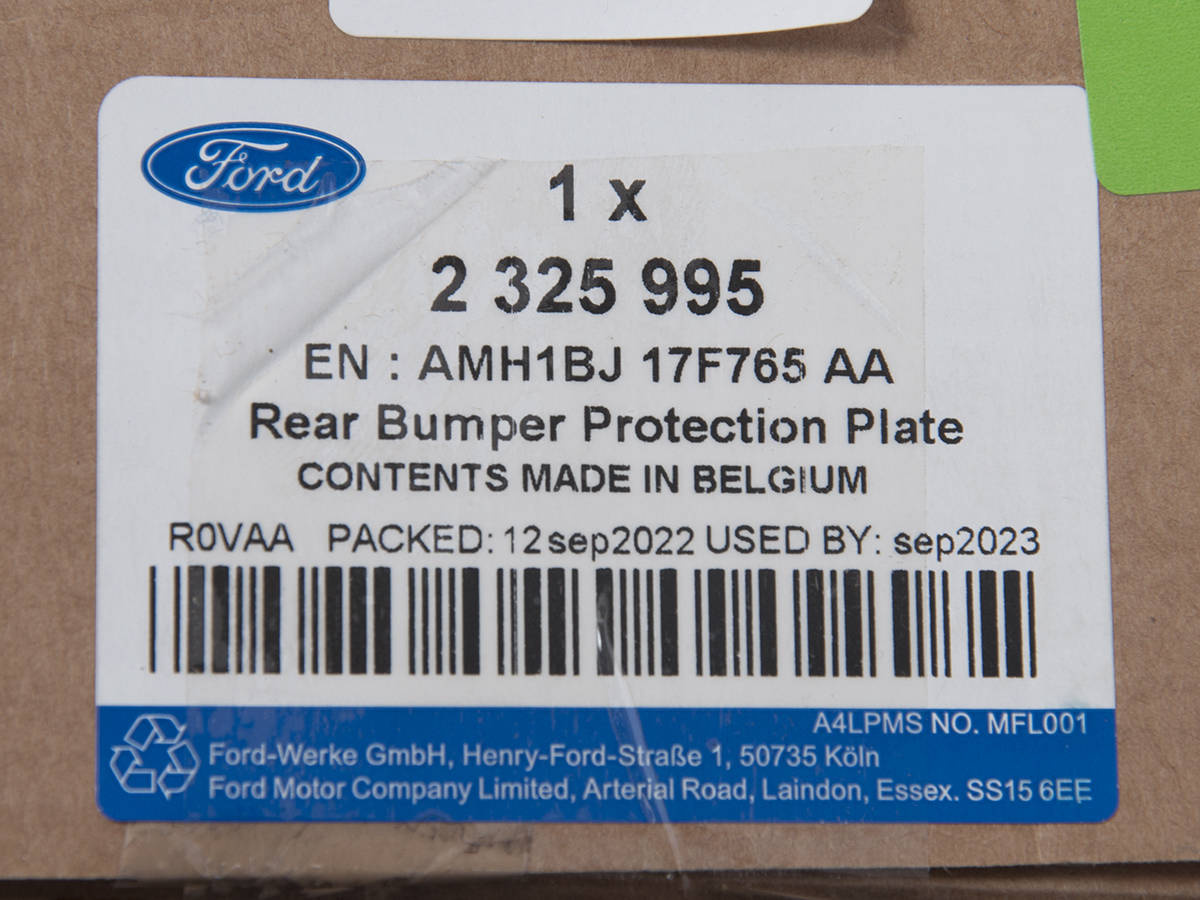 Ford
1 x
2 325 995
EN : AMH1BJ 17F765 AA
Rear Bumper Protection Plate
CONTENTS MADE IN BELGIUM
R0VAA PACKED: 12sep2022 USED BY: sep2023
A4LPMS NO. MFL001
Ford-Werke GmbH, Henry-Ford-Straße 1, 50735 Köln
Ford Motor Company Limited, Arterial Road, Laindon, Essex. SS15 6EE